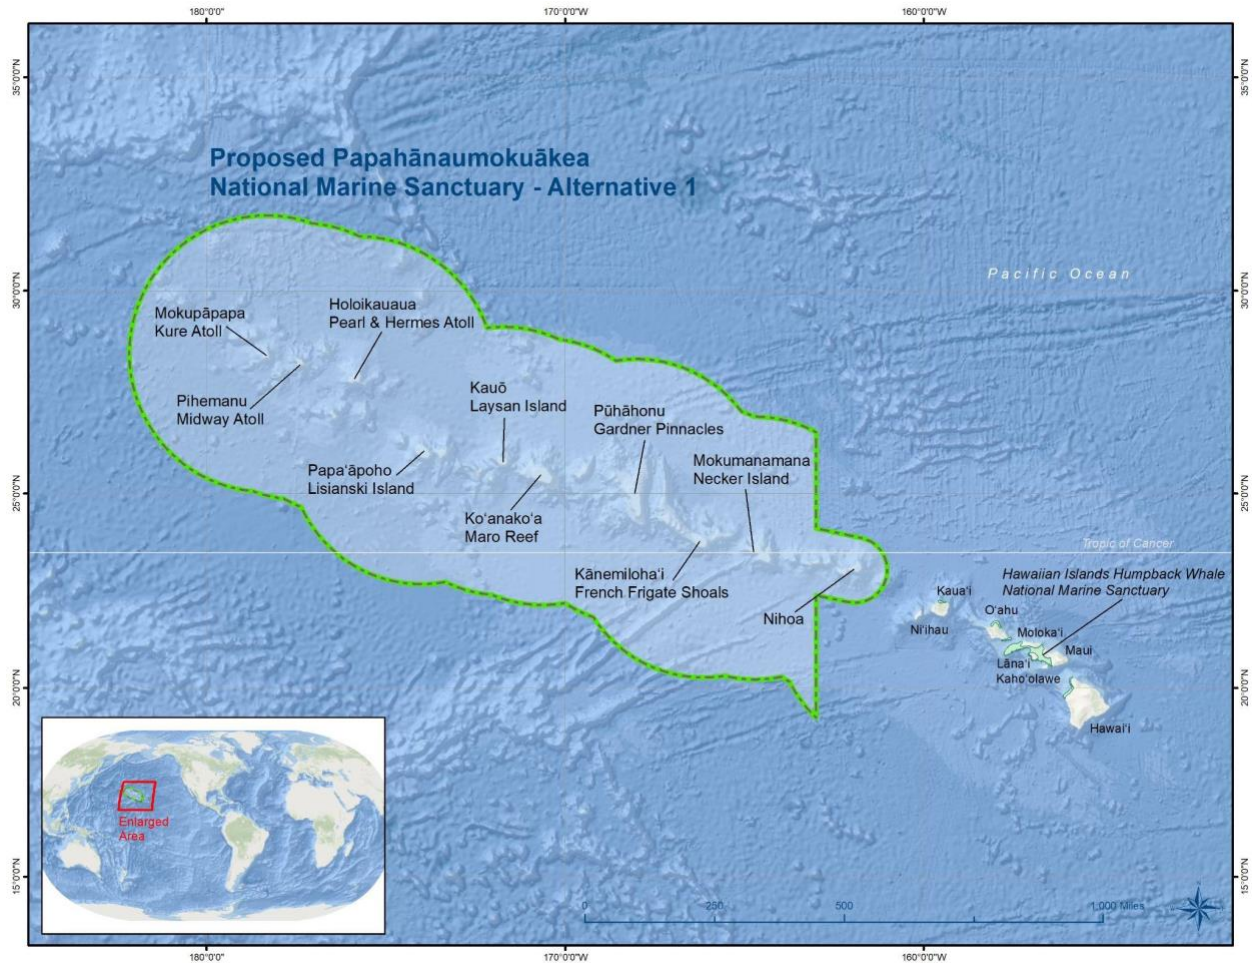 180°0'0"
170°0'0"W
160°0'0"W
35°0'0"N
35°0'0"N
Proposed Papahānaumokuākea
National Marine Sanctuary - Alternative 1
Pacific Ocean
30°0'0"N
30°0'0"N
Mokupāpapa
Kure Atoll
Holoikauaua
Pearl & Hermes Atoll
Pihemanu
Midway Atoll
Kauō
Laysan Island
Pūhāhonu
Gardner Pinnacles
Mokumanamana
Necker Island
Papa‘āpoho
Lisianski Island
25°0'0"N
25°0'0"N
Ko‘anako‘a
Maro Reef
Tropic of Cancer
Kānemiloha‘i
French Frigate Shoals
Nihoa
Hawaiian Islands Humpback Whale
National Marine Sanctuary
Kaua‘i
Ni‘ihau
O‘ahu
Moloka‘i
Maui
Lāna‘i
Kaho‘olawe
Hawai‘i
20°0'0"N
20°0'0"N
Enlarged
Area
15°0'0"N
15°0'0"N
0
250
500
1,000 Miles
N
180°0'0"
170°0'0"W
160°0'0"W